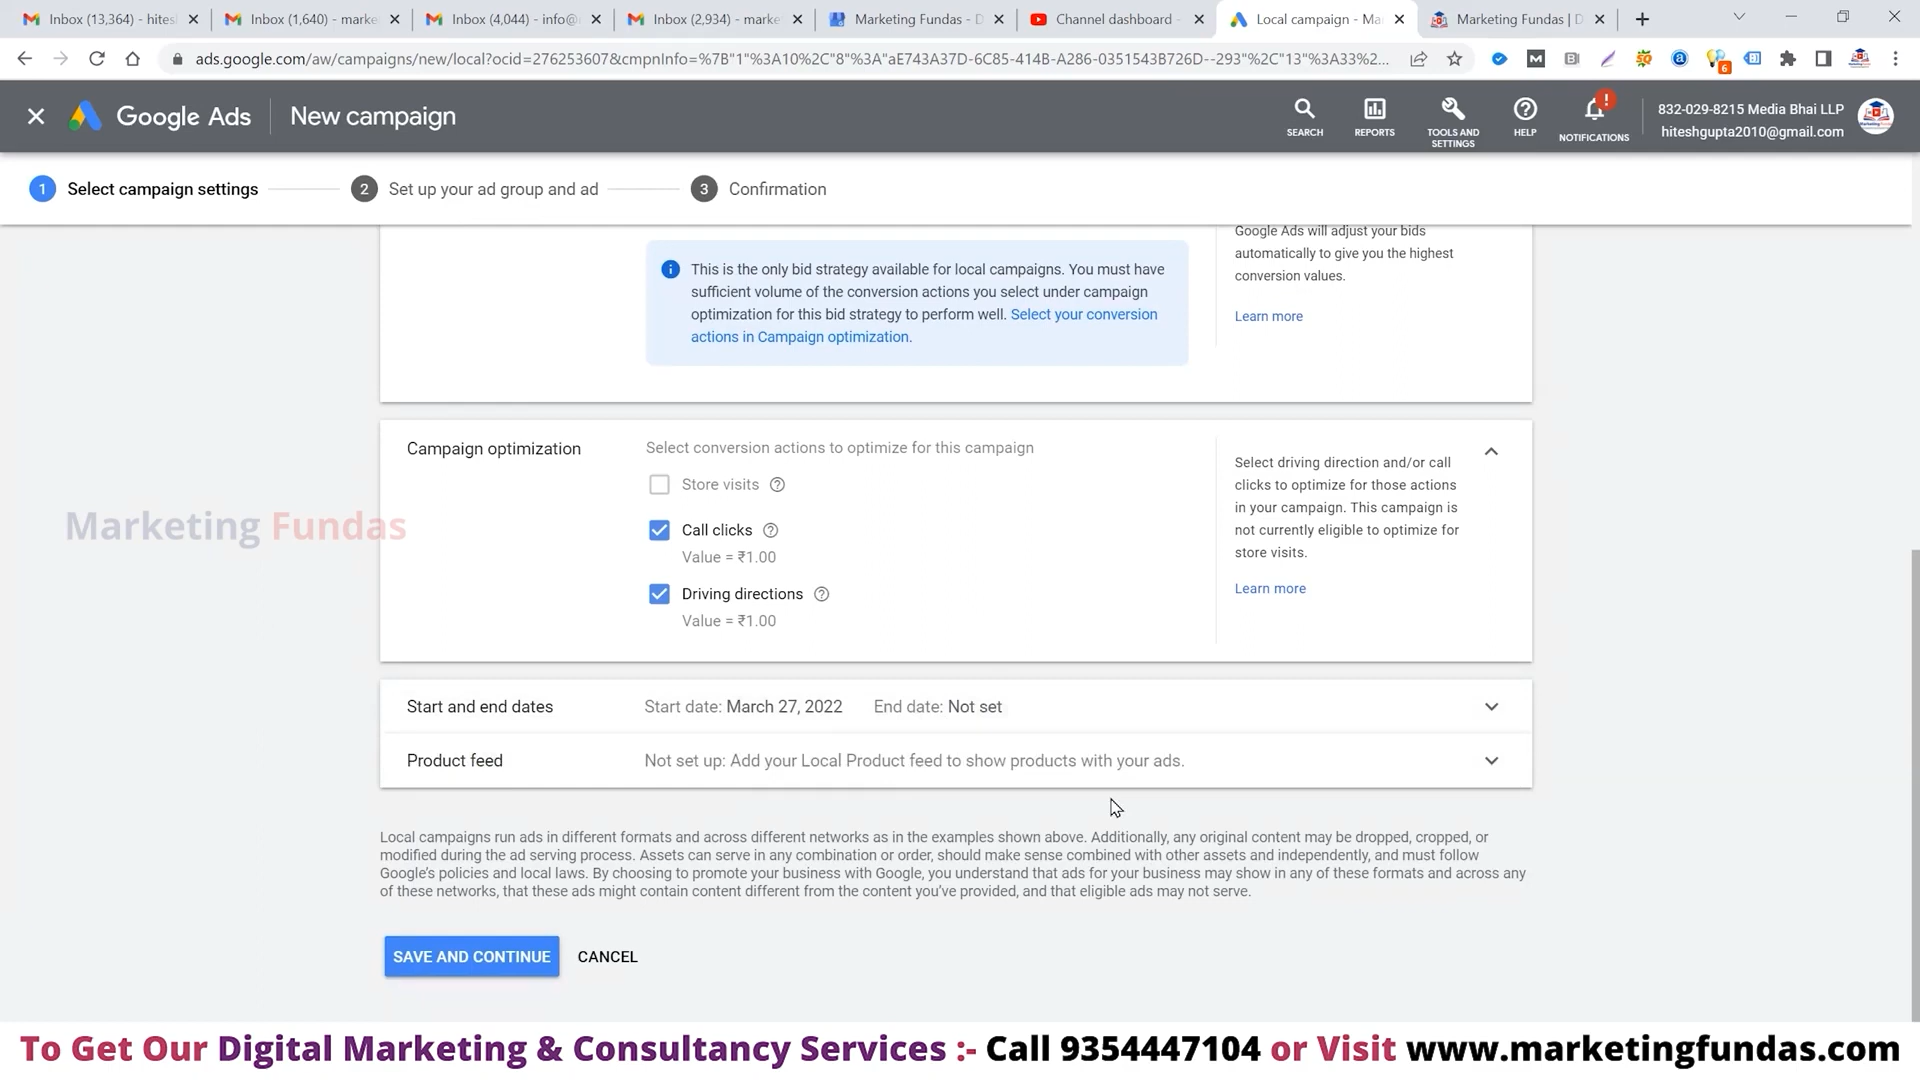 Inbox (13,364) - hites
Inbox (1,640) - marke
Inbox (4,044) - info@
Inbox (2,934) - marke
Marketing Fundas - D
Channel dashboard -
Local campaign - Ma
Marketing Fundas | D
ads.google.com/aw/campaigns/new/local?ocid=276253607&cmpnInfo=%7B"1"%3A10%2C"8"%3A"aE743A37D-6C85-414B-A286-0351543B726D--293"%2C"13"%3A33%2...
6
Google Ads
New campaign
SEARCH
REPORTS
TOOLS AND SETTINGS
HELP
!
NOTIFICATIONS
832-029-8215 Media Bhai LLP
hiteshgupta2010@gmail.com
1 Select campaign settings
2 Set up your ad group and ad
3 Confirmation
This is the only bid strategy available for local campaigns. You must have
sufficient volume of the conversion actions you select under campaign
optimization for this bid strategy to perform well. Select your conversion
actions in Campaign optimization.
Google Ads will adjust your bids
automatically to give you the highest
conversion values.
Learn more
Campaign optimization
Select conversion actions to optimize for this campaign
Store visits
Call clicks
Value = ₹1.00
Driving directions
Value = ₹1.00
Select driving direction and/or call
clicks to optimize for those actions
in your campaign. This campaign is
not currently eligible to optimize for
store visits.
Learn more
Marketing Fundas
Start and end dates
Start date: March 27, 2022
End date: Not set
Product feed
Not set up: Add your Local Product feed to show products with your ads.
Local campaigns run ads in different formats and across different networks as in the examples shown above. Additionally, any original content may be dropped, cropped, or
modified during the ad serving process. Assets can serve in any combination or order, should make sense combined with other assets and independently, and must follow
Google's policies and local laws. By choosing to promote your business with Google, you understand that ads for your business may show in any of these formats and across any
of these networks, that these ads might contain content different from the content you've provided, and that eligible ads may not serve.
SAVE AND CONTINUE
CANCEL
To Get Our Digital Marketing & Consultancy Services :- Call 9354447104 or Visit www.marketingfundas.com